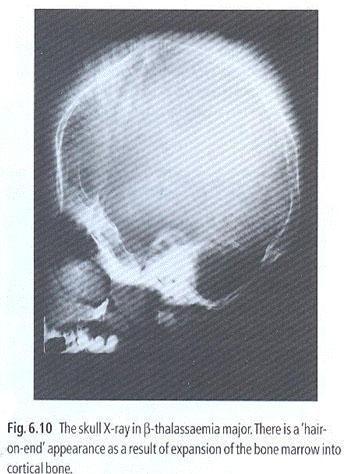 Fig. 6.10 The skull X-ray in β-thalassaemia major. There is a 'hair-
on-end' appearance as a result of expansion of the bone marrow into
cortical bone.